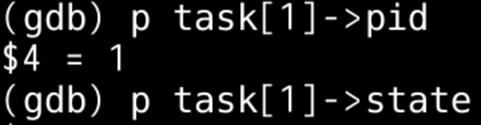 (gdb) p task[1]->pid
$4 = 1
(gdb) p task[1]->state